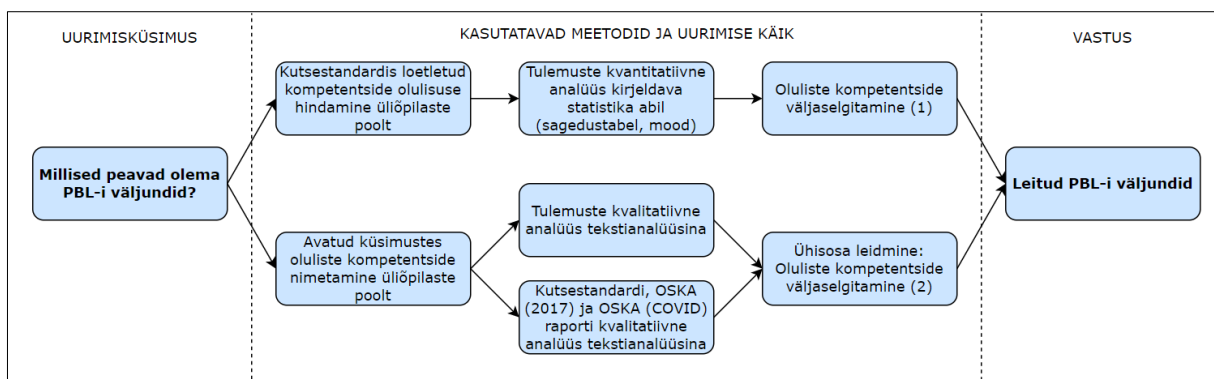 UURIMISKÜSIMUS
KASUTATAVAD MEETODID JA UURIMISE KÄIK
VASTUS
Kutsestandardis loetletud
kompetentside olulisuse
hindamine üliõpilaste
poolt
Tulemuste kvantitatiivne
analüüs kirjeldava
statistika abil
(sagedustabel, mood)
Oluliste kompetentside
väljaselgitamine (1)
Millised peavad olema
PBL-i väljundid?
Leitud PBL-i väljundid
Avatud küsimustes
oluliste kompetentside
nimetamine üliõpilaste
poolt
Tulemuste kvalitatiivne
analüüs tekstianalüüsina
Kutsestandardi, OSKA
(2017) ja OSKA (COVID)
raporti kvalitatiivne
analüüs tekstianalüüsina
Ühisosa leidmine:
Oluliste kompetentside
väljaselgitamine (2)